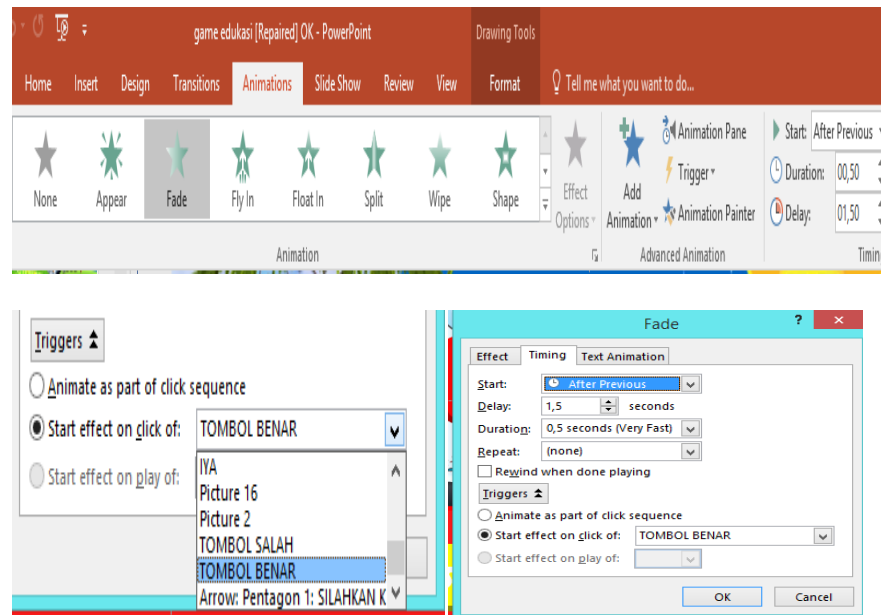 game edukasi [Repaired] OK - PowerPoint Drawing Tools
Home Insert Design Transitions Animations Slide Show Review View Format Tell me what you want to do...
None Appear Fade Fly In Float In Split Wipe Shape
Effect Options
Add Animation
Animation Pane
Trigger
Animation Painter
Start: After Previous
Duration: 00,50
Delay: 01,50
Animation Advanced Animation Timin
Triggers
Animate as part of click sequence
Start effect on click of: TOMBOL BENAR
Start effect on play of:
IYA
Picture 16
Picture 2
TOMBOL SALAH
TOMBOL BENAR
Arrow: Pentagon 1: SILAHKAN K
Fade ? ×
Effect Timing Text Animation
Start: After Previous
Delay: 1,5 seconds
Duration: 0,5 seconds (Very Fast)
Repeat: (none)
Rewind when done playing
Triggers
Animate as part of click sequence
Start effect on click of: TOMBOL BENAR
Start effect on play of:
OK Cancel